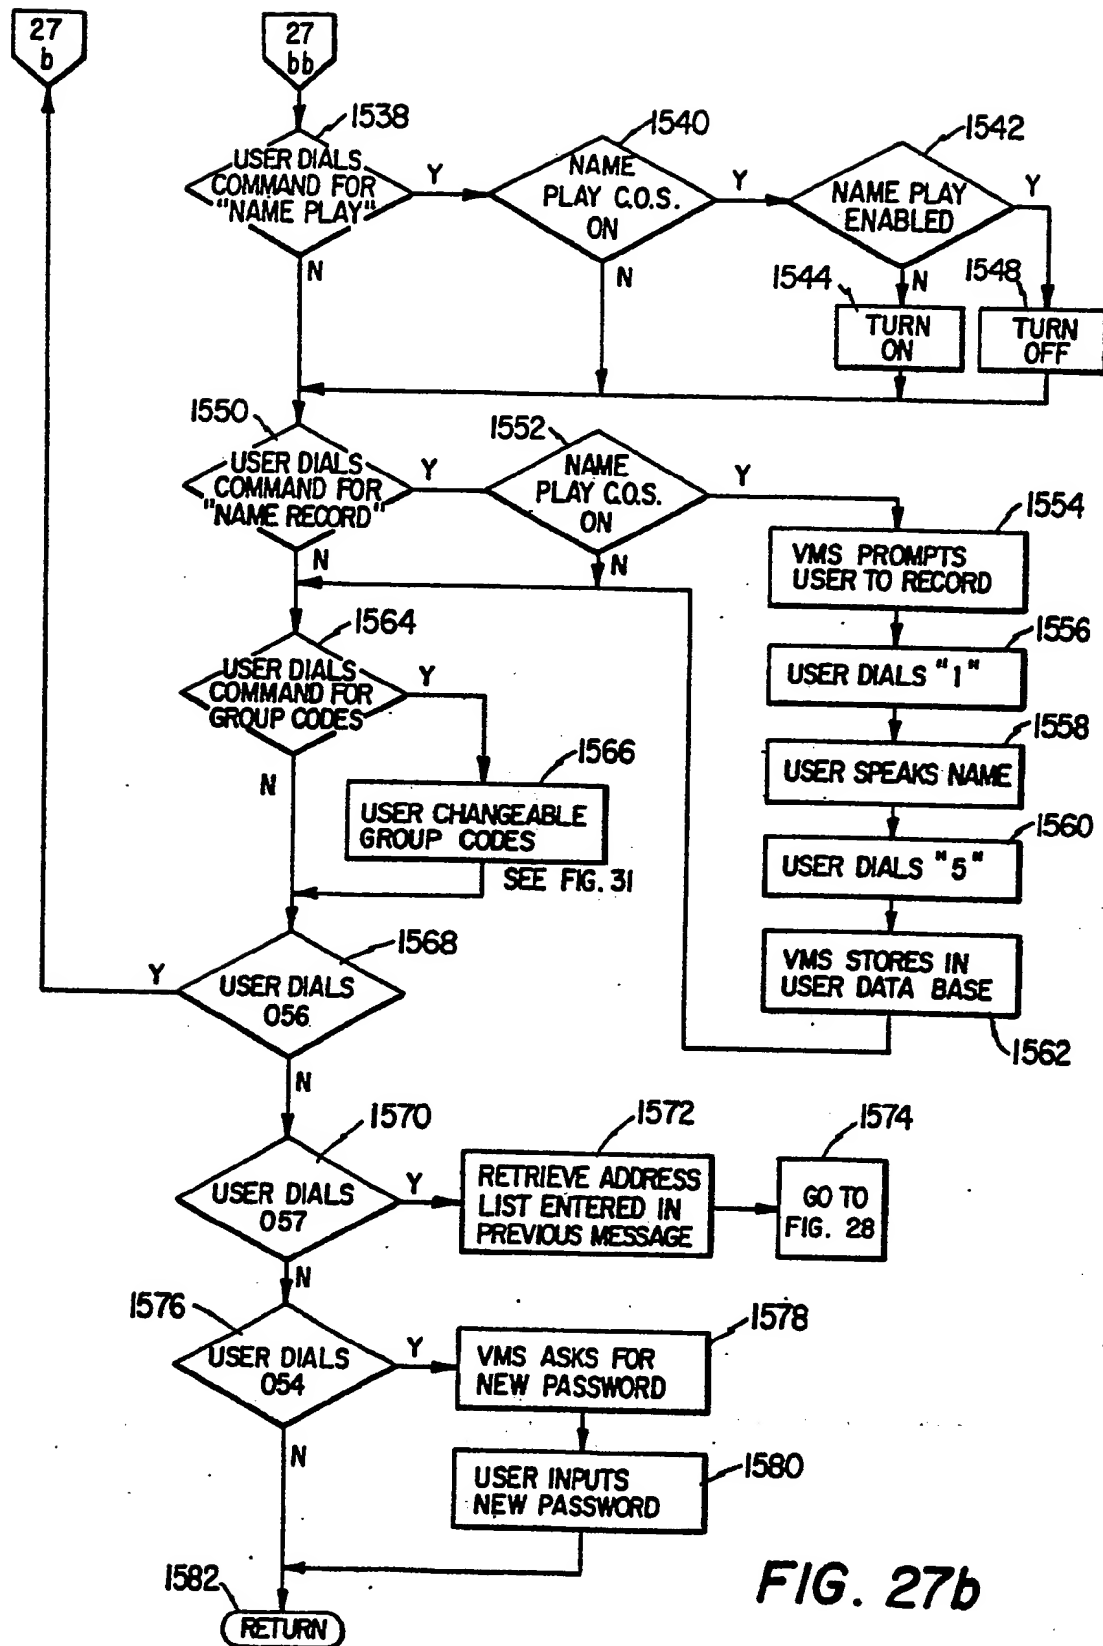 27
b
27
bb
1538
USER DIALS
COMMAND FOR
"NAME PLAY"
Y
N
1540
NAME
PLAY C.O.S.
ON
Y
N
1542
NAME PLAY
ENABLED
Y
N
1544
TURN
ON
1548
TURN
OFF
1550
USER DIALS
COMMAND FOR
"NAME RECORD"
Y
N
1552
NAME
PLAY C.O.S.
ON
Y
N
1554
VMS PROMPTS
USER TO RECORD
1556
USER DIALS "1"
1558
USER SPEAKS NAME
1560
USER DIALS "5"
VMS STORES IN
USER DATA BASE
1562
1564
USER DIALS
COMMAND FOR
GROUP CODES
Y
N
1566
USER CHANGEABLE
GROUP CODES
SEE FIG. 31
1568
USER DIALS
056
Y
N
1570
USER DIALS
057
Y
N
1572
RETRIEVE ADDRESS
LIST ENTERED IN
PREVIOUS MESSAGE
1574
GO TO
FIG. 28
1576
USER DIALS
054
Y
N
1578
VMS ASKS FOR
NEW PASSWORD
1580
USER INPUTS
NEW PASSWORD
1582
RETURN
FIG. 27b